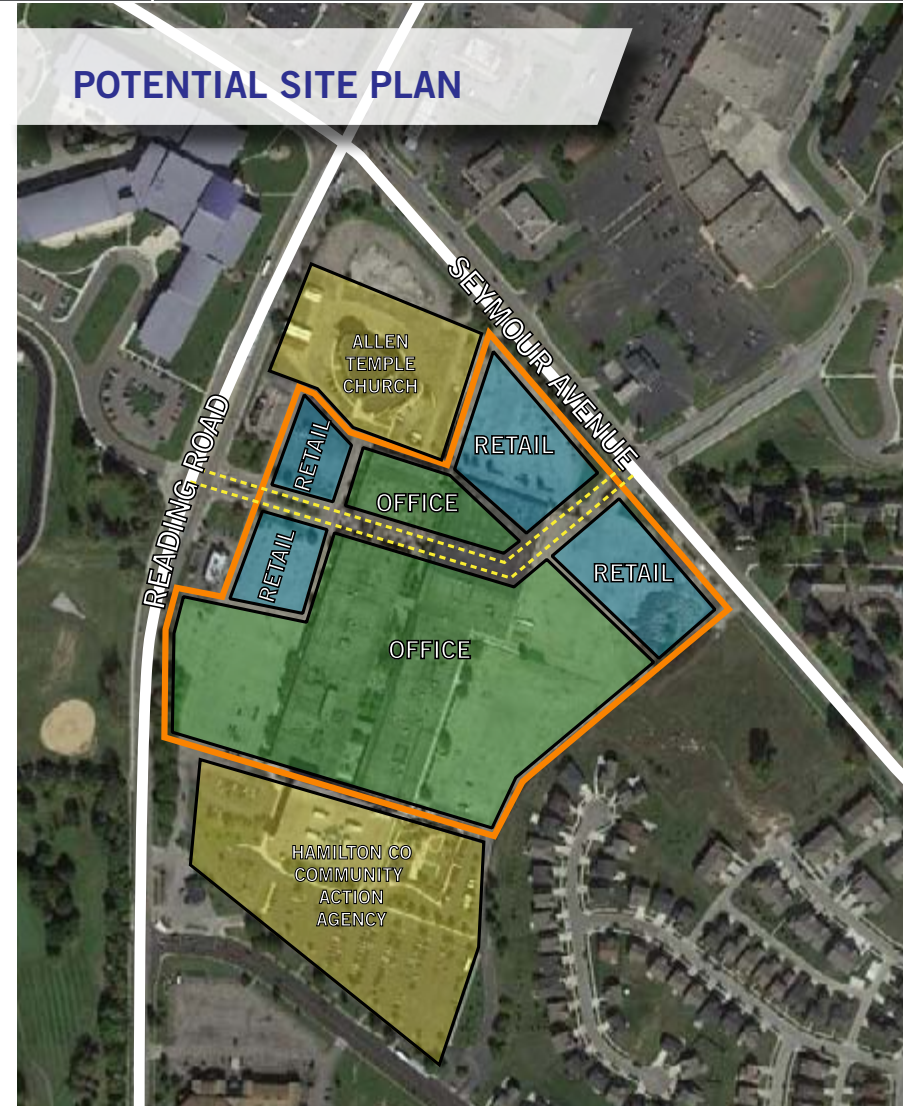 POTENTIAL SITE PLAN
SEYMOUR AVENUE
ALLEN
TEMPLE
CHURCH
READING ROAD
RETAIL
RETAIL
OFFICE
RETAIL
RETAIL
OFFICE
HAMILTON CO
COMMUNITY
ACTION
AGENCY